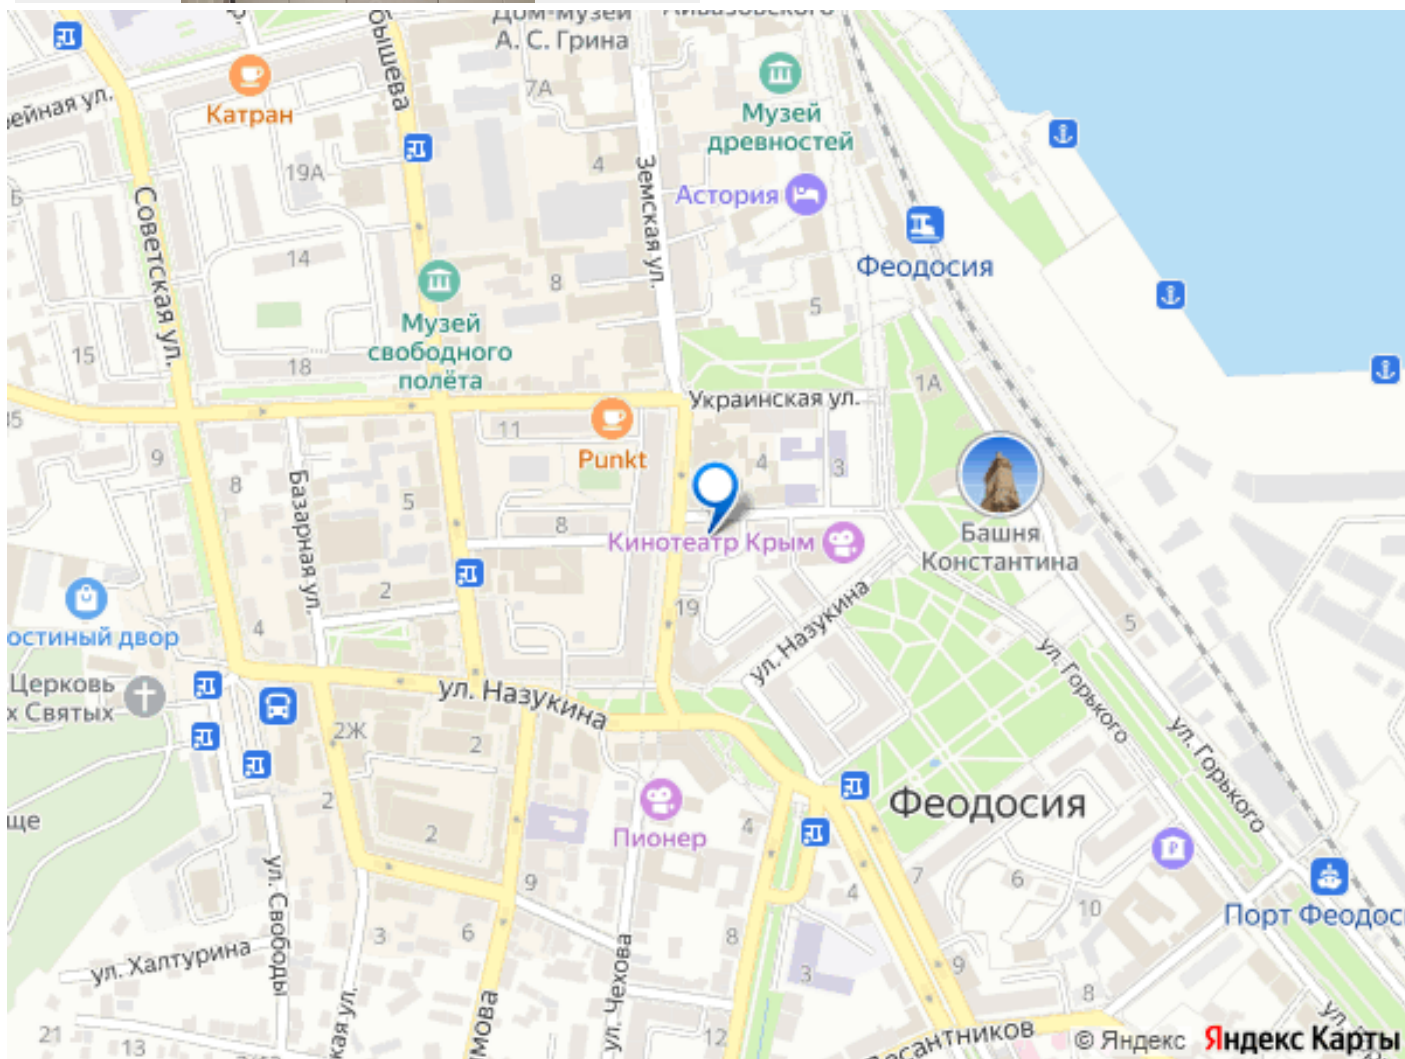 Дом-музей
А. С. Грина
Айвазовского
7А
Катран
Музей
древностей
19А
4
Земская ул.
Астория
Советская ул.
14
8
Феодосия
Музей
свободного
полёта
5
15
18
1А
Украинская ул.
11
Punkt
9
8
Базарная ул.
5
4
3
8
Кинотеатр Крым
Башня
Константина
2
19
4
5
ул. Назукина
ул. Горького
Церковь
ул. Назукина
2Ж
2
ул. Горького
2
2
Пионер
4
Феодосия
9
4
7
6
10
ул. Свободы
ул. Халтурина
3
6
ул. Чехова
8
3
9
8
21
13
12
© Яндекс Яндекс Карты